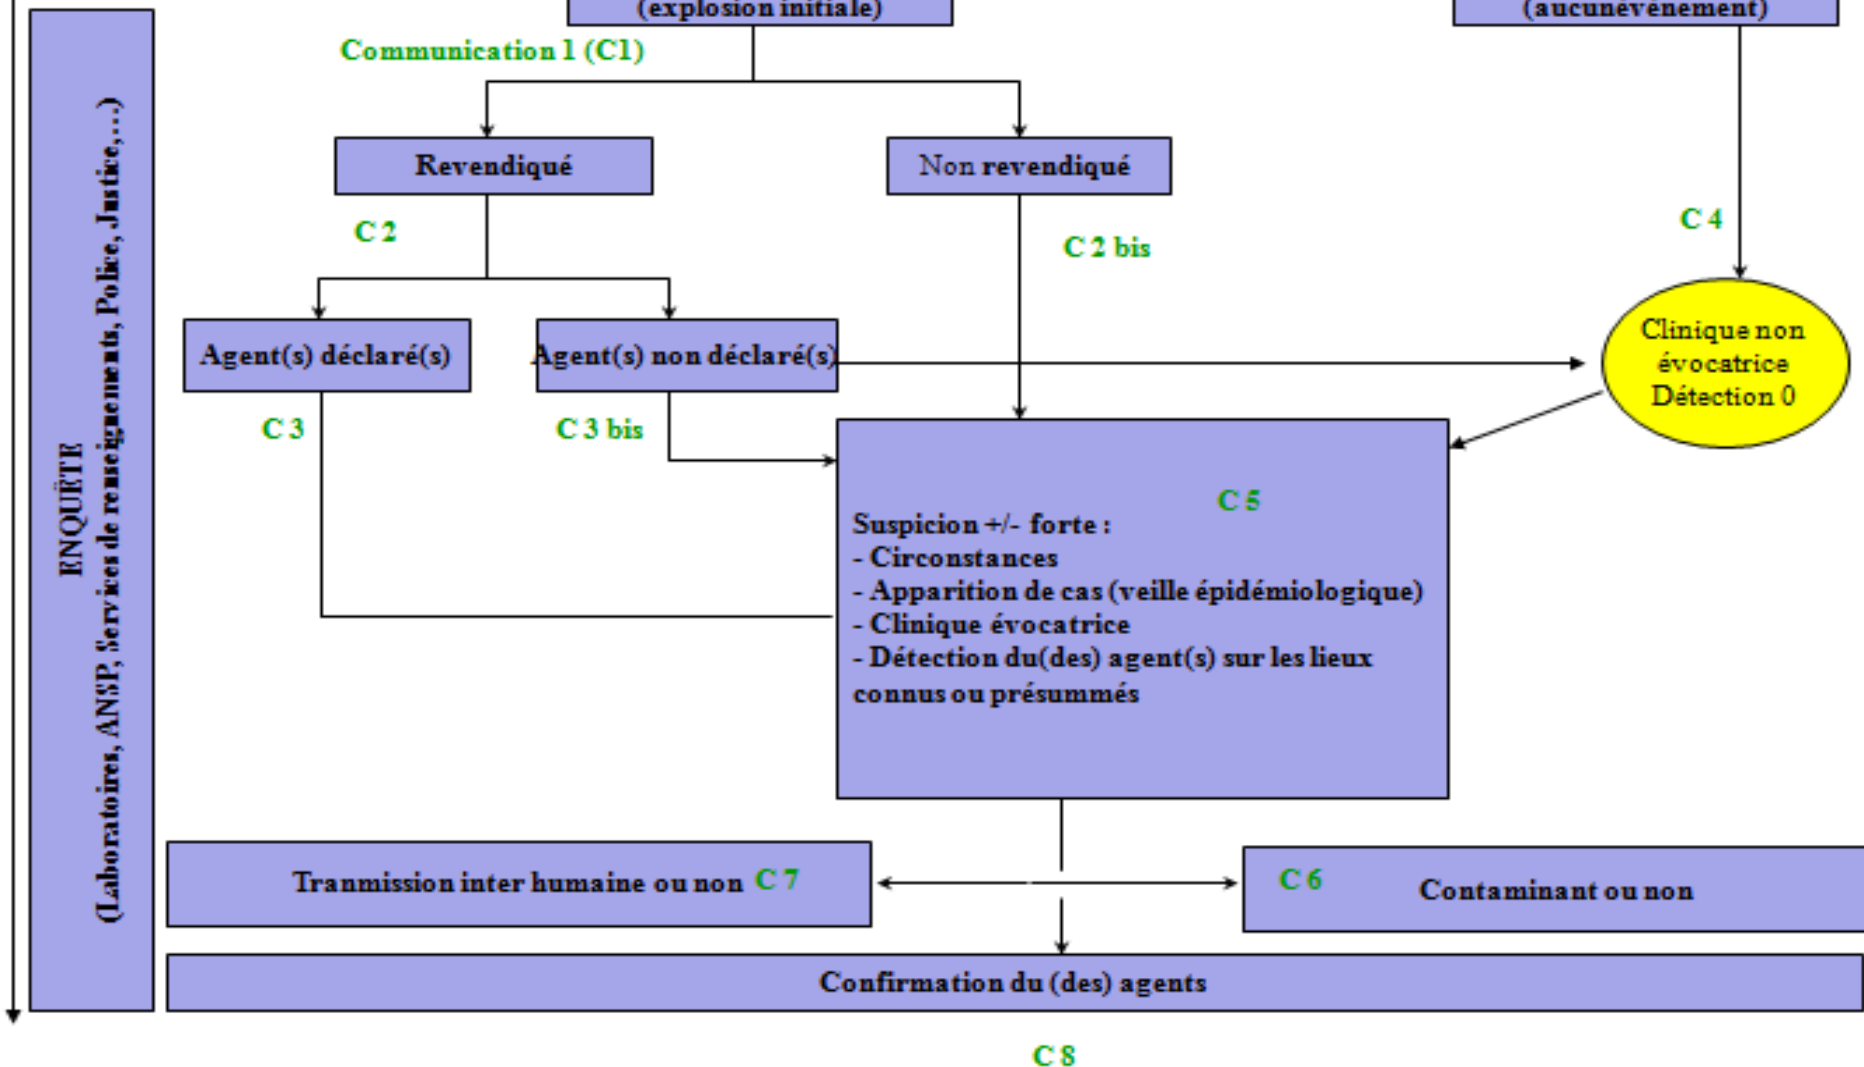 (explosion initiale)
(aucunévénement)
Communication 1 (C1)
Revendiqué
Non revendiqué
C 2
C 2 bis
C 4
Agent(s) déclaré(s)
Agent(s) non déclaré(s)
Clinique non
évocatrice
Détection 0
C 3
C 3 bis
C 5
Suspicion +/- forte :
- Circonstances
- Apparition de cas (veille épidémiologique)
- Clinique évocatrice
- Détection du(des) agent(s) sur les lieux
connus ou présummés
ENQUÊTE
(Laboratoires, ANSP, Services de renseignements, Police, Justice,…)
Tranmission inter humaine ou non C 7
C 6 Contaminant ou non
Confirmation du (des) agents
C 8